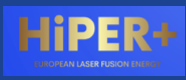 HiPER+
EUROPEAN LASER FUSION ENERGY